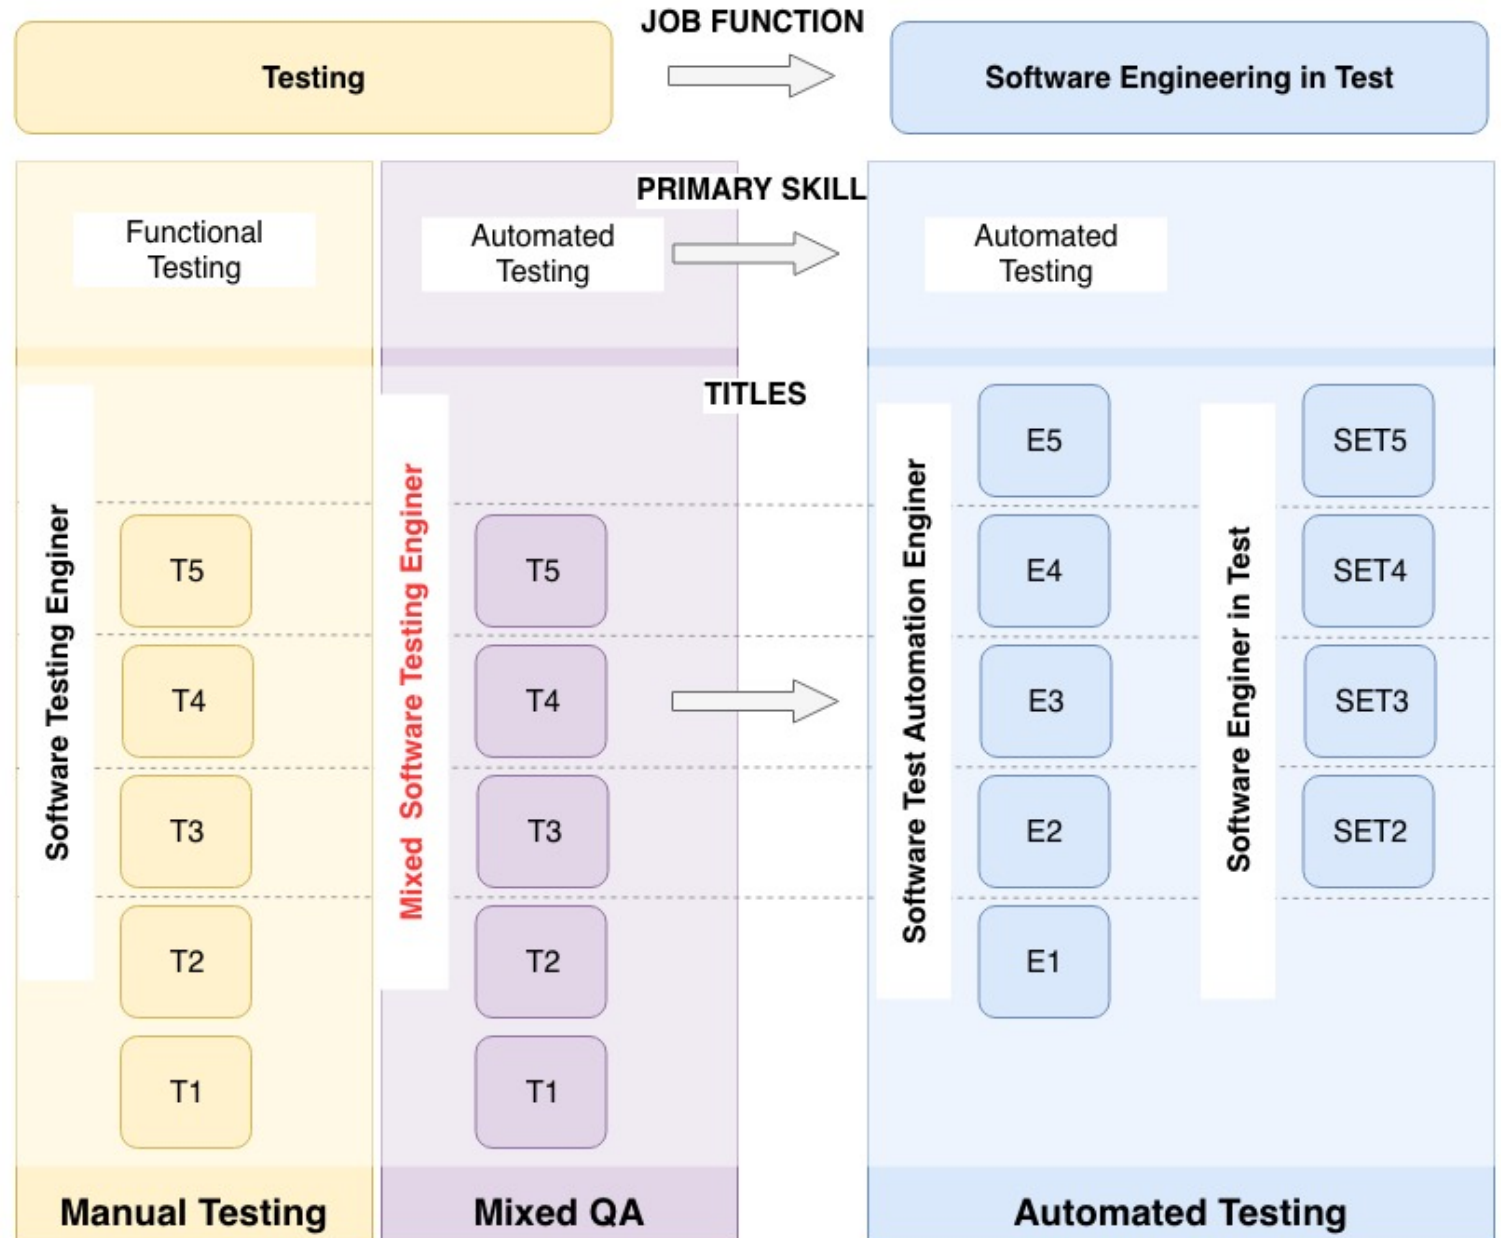 JOB FUNCTION
Testing
Software Engineering in Test
PRIMARY SKILL
Functional
Testing
Automated
Testing
Automated
Testing
TITLES
Software Testing Enginer
T5
T4
T3
T2
T1
Mixed Software Testing Enginer
T5
T4
T3
T2
T1
Software Test Automation Enginer
E5
E4
E3
E2
E1
Software Enginer in Test
SET5
SET4
SET3
SET2
Manual Testing
Mixed QA
Automated Testing